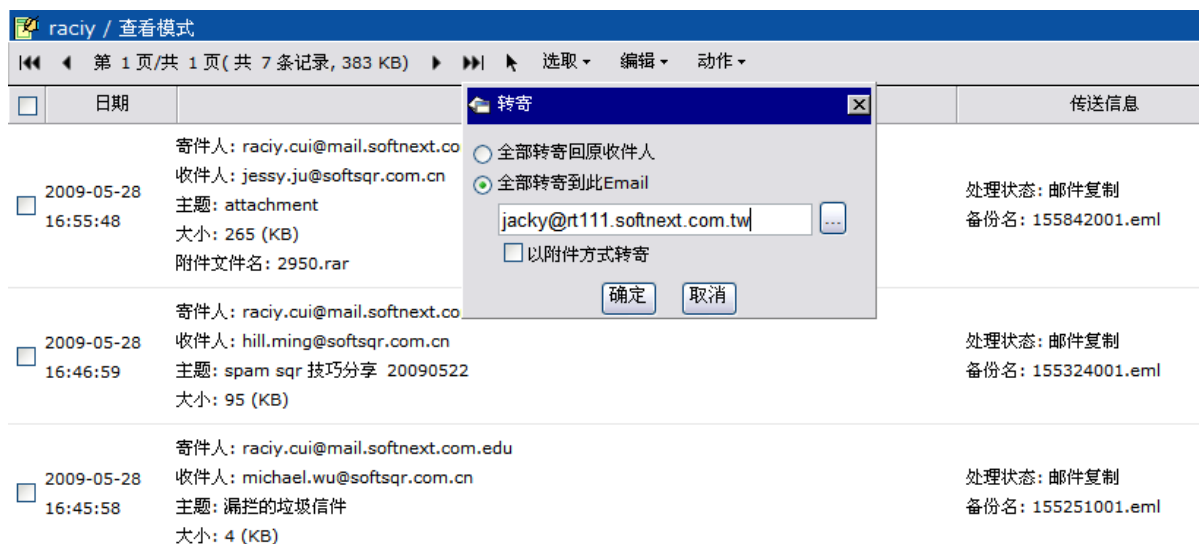 raciy / 查看模式
第 1 页/共 1 页( 共 7 条记录, 383 KB) 选取 编辑 动作
日期 传送信息
转寄
全部转寄回原收件人
全部转寄到此Email
jacky@rt111.softnext.com.tw ...
以附件方式转寄
确定 取消
2009-05-28
16:55:48
寄件人: raciy.cui@mail.softnext.co
收件人: jessy.ju@softsqr.com.cn
主题: attachment
大小: 265 (KB)
附件文件名: 2950.rar
处理状态: 邮件复制
备份名: 155842001.eml
2009-05-28
16:46:59
寄件人: raciy.cui@mail.softnext.co
收件人: hill.ming@softsqr.com.cn
主题: spam sqr 技巧分享 20090522
大小: 95 (KB)
处理状态: 邮件复制
备份名: 155324001.eml
2009-05-28
16:45:58
寄件人: raciy.cui@mail.softnext.com.edu
收件人: michael.wu@softsqr.com.cn
主题: 漏拦的垃圾信件
大小: 4 (KB)
处理状态: 邮件复制
备份名: 155251001.eml